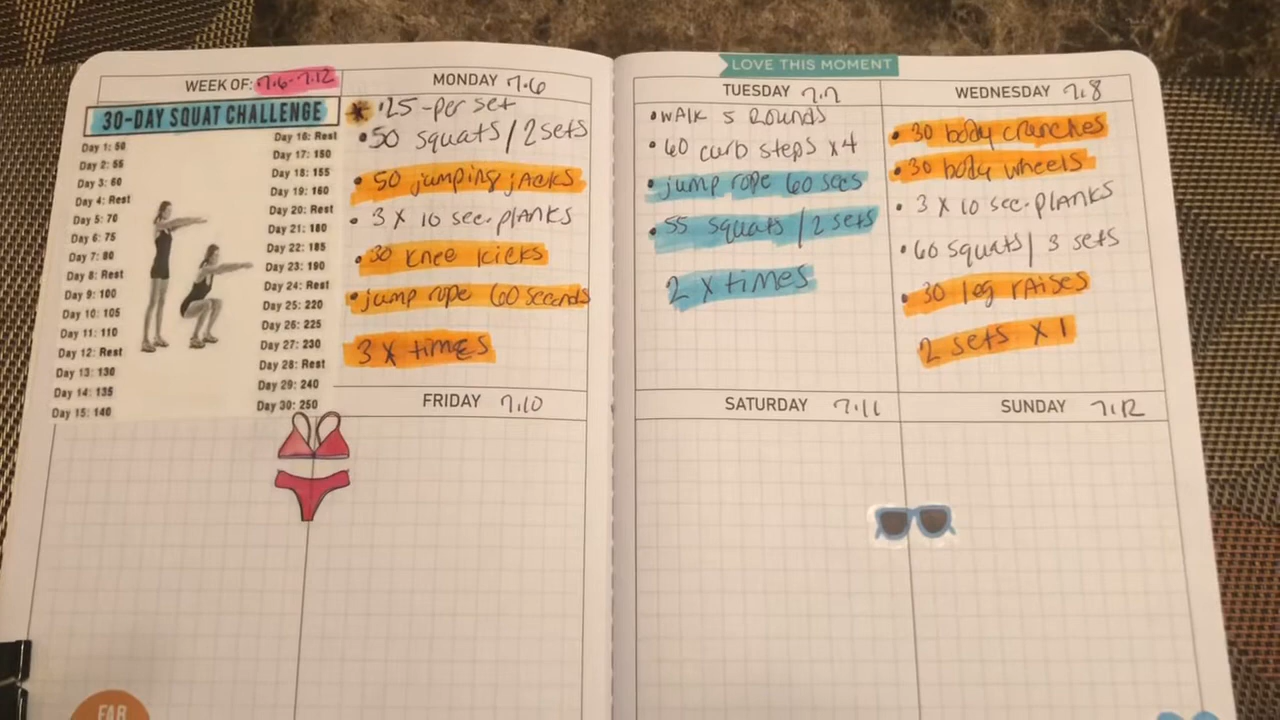 WEEK OF: 7.6-7.12
30-DAY SQUAT CHALLENGE
Day 1: 50
Day 2: 55
Day 3: 60
Day 4: Rest
Day 5: 70
Day 6: 75
Day 7: 80
Day 8: Rest
Day 9: 100
Day 10: 105
Day 11: 110
Day 12: Rest
Day 13: 130
Day 14: 135
Day 15: 140
Day 16: Rest
Day 17: 150
Day 18: 155
Day 19: 160
Day 20: Rest
Day 21: 180
Day 22: 185
Day 23: 190
Day 24: Rest
Day 25: 220
Day 26: 225
Day 27: 230
Day 28: Rest
Day 29: 240
Day 30: 250
MONDAY 7.6
* 25-per set
• 50 squats / 2 sets
• 50 jumping jacks
• 3 x 10 sec. planks
• 30 knee kicks
• jump rope 60 seconds
3 x times
FRIDAY 7.10
FAB
LOVE THIS MOMENT
TUESDAY 7.7
• walk 5 rounds
• 60 curb steps x4
• jump rope 60 secs
• 55 squats / 2 sets
2 x times
WEDNESDAY 7.8
• 30 body crunches
• 30 body wheels
• 3 x 10 sec. planks
• 60 squats / 3 sets
• 30 leg raises
2 sets x 1
SATURDAY 7.11
SUNDAY 7.12